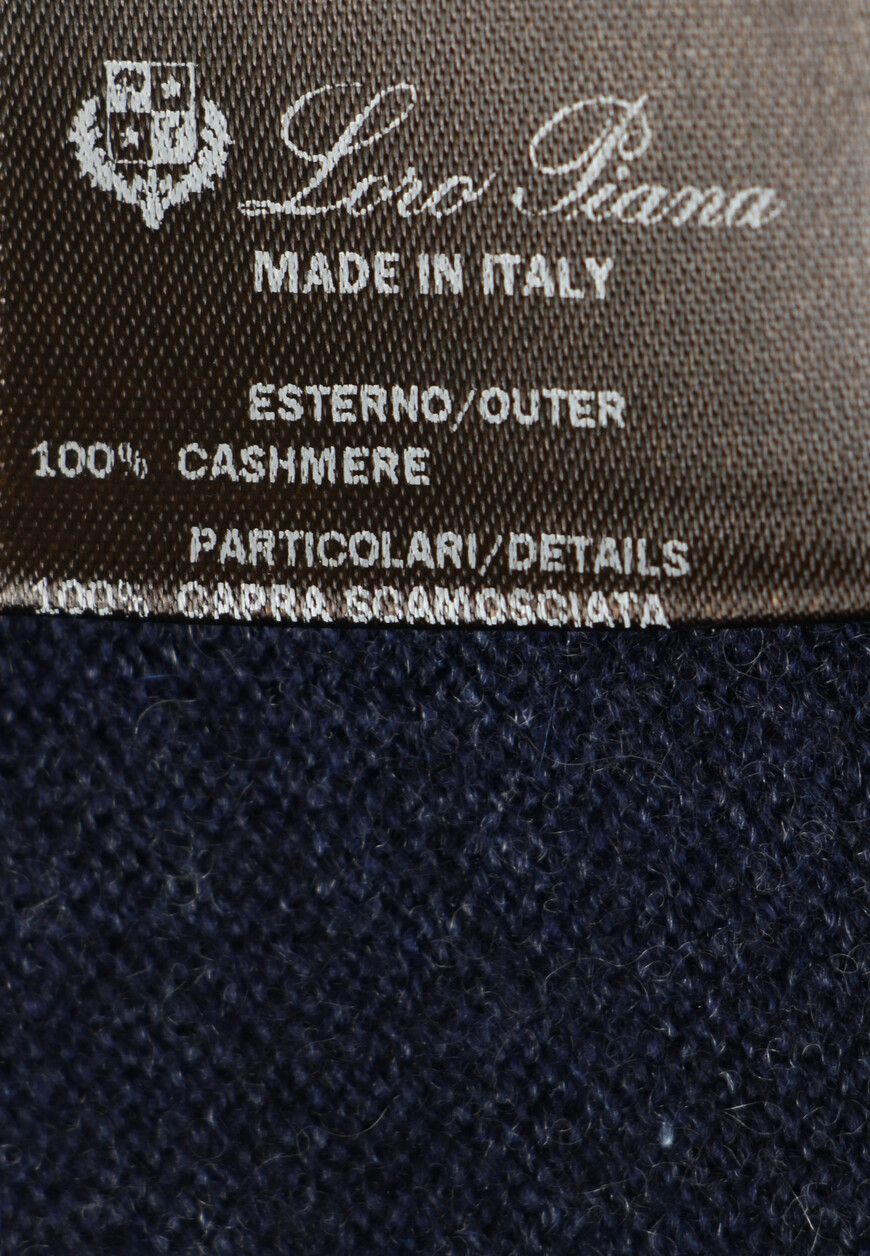 Loro Piana
MADE IN ITALY
ESTERNO/OUTER
100% CASHMERE
PARTICOLARI/DETAILS
100% CAPRA SCAMOSCIATA